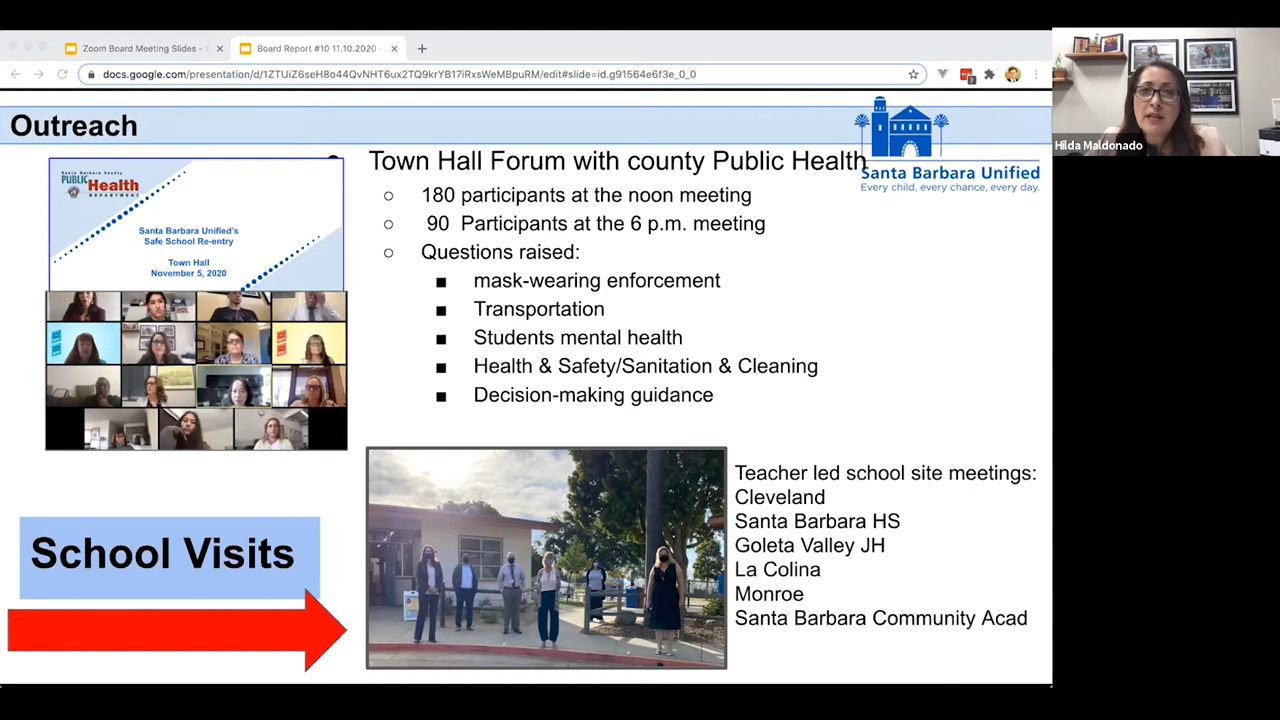 Zoom Board Meeting Slides -
Board Report #10 11.10.2020 -
docs.google.com/presentation/d/1ZTUiZ6seH8o44QvNHT6ux2TQ9krYB17iRxsWeMBpuRM/edit#slide=id.g91564e6f3e_0_0
7
Outreach
Santa Barbara Unified
Every child, every chance, every day.
Hilda Maldonado
Santa Barbara County
PUBLIC Health
DEPARTMENT
Santa Barbara Unified's
Safe School Re-entry
Town Hall
November 5, 2020
Town Hall Forum with county Public Health
180 participants at the noon meeting
90 Participants at the 6 p.m. meeting
Questions raised:
mask-wearing enforcement
Transportation
Students mental health
Health & Safety/Sanitation & Cleaning
Decision-making guidance
School Visits
Teacher led school site meetings:
Cleveland
Santa Barbara HS
Goleta Valley JH
La Colina
Monroe
Santa Barbara Community Acad